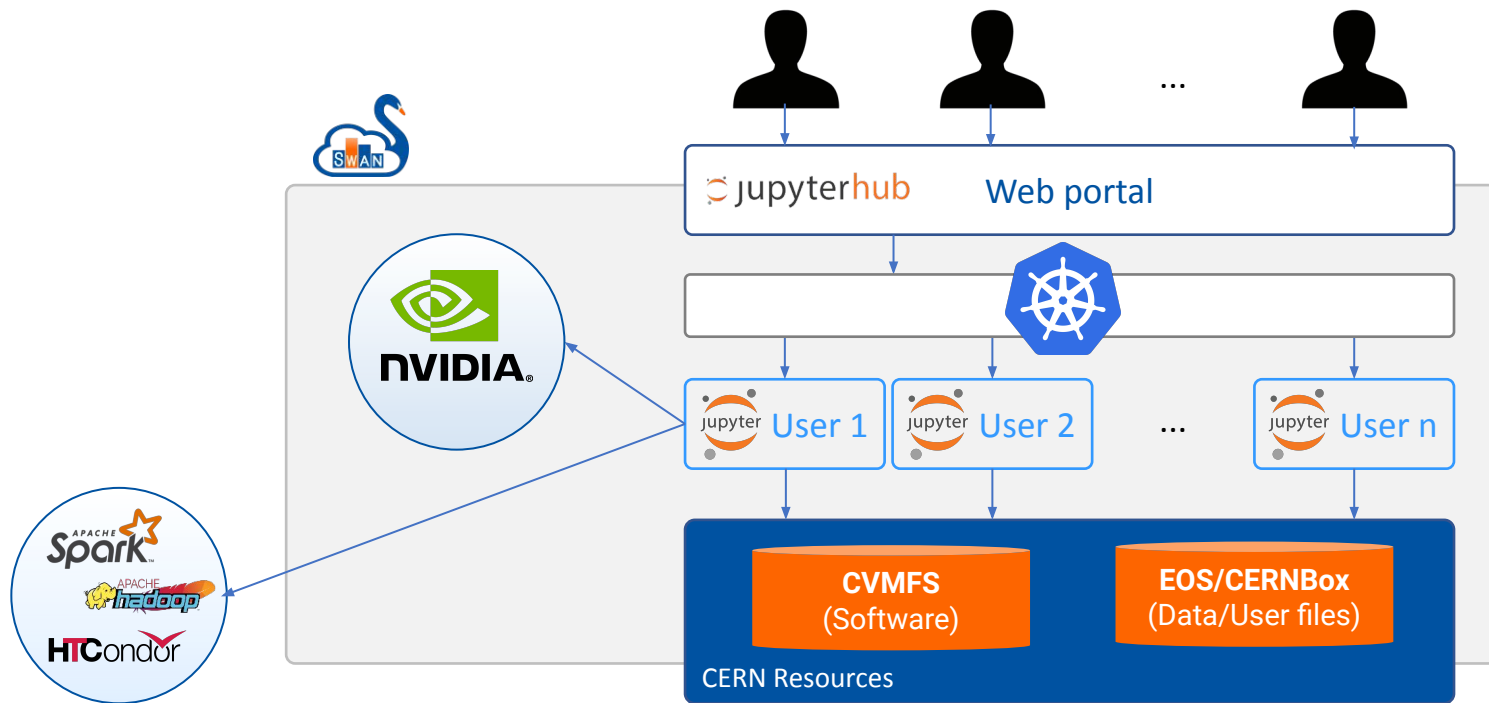 ...
SWAN
jupyterhub Web portal
NVIDIA®
jupyter User 1
jupyter User 2
...
jupyter User n
APACHE
Spark™
APACHE
hadoop
HTCondor
CVMFS
(Software)
EOS/CERNBox
(Data/User files)
CERN Resources